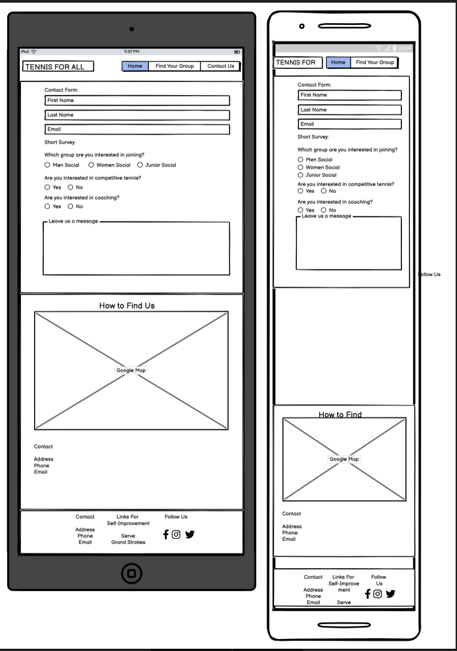 iPad
11:37 PM
TENNIS FOR ALL
Home
Find Your Group
Contact Us
Contact Form:
First Name
Last Name
Email
Short Survey:
Which group are you interested in joining?
Men Social
Women Social
Junior Social
Are you interested in competitive tennis?
Yes
No
Are you interested in coaching?
Yes
No
Leave us a message
How to Find Us
Google Map
Contact
Address
Phone
Email
Contact
Address
Phone
Email
Links For
Self-Improvement
Serve
Grand Strokes
Follow Us
TENNIS FOR
Home
Find Your Group
Contact Form:
First Name
Last Name
Email
Short Survey:
Which group are you interested in joining?
Men Social
Women Social
Junior Social
Are you interested in competitive tennis?
Yes
No
Are you interested in coaching?
Yes
No
Leave us a message
Follow Us
How to Find
Google Map
Contact
Address
Phone
Email
Contact
Address
Phone
Email
Links For
Self-Improve
ment
Serve
Follow
Us